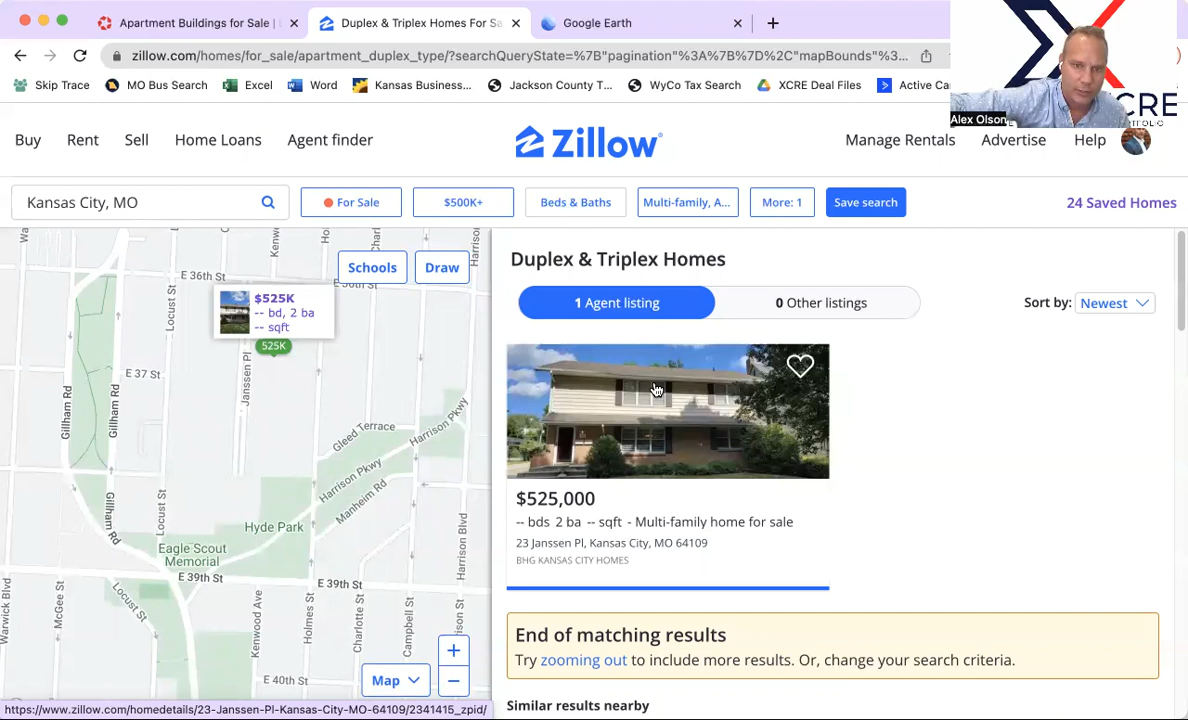 Apartment Buildings for Sale |
Duplex & Triplex Homes For Sa
Google Earth
zillow.com/homes/for_sale/apartment_duplex_type/?searchQueryState=%7B"pagination"%3A%7B%7D%2C"mapBounds"%3...
Skip Trace
MO Bus Search
Excel
Word
Kansas Business...
Jackson County T...
WyCo Tax Search
XCRE Deal Files
Active Ca
Alex Olson
CRE
Buy
Rent
Sell
Home Loans
Agent finder
Zillow
Manage Rentals
Advertise
Help
Kansas City, MO
For Sale
$500K+
Beds & Baths
Multi-family, A...
More: 1
Save search
24 Saved Homes
E 36th St
Schools
Draw
$525K
-- bd, 2 ba
-- sqft
525K
Locust St
Janssen Pl
E 37 St
Gillham Rd
Gillham Rd
Gleed Terrace
Harrison Pkwy
Harrison Pkwy
Manheim Rd
Gillham Rd
Locust St
Hyde Park
Eagle Scout
Memorial
E 39th St
E 39th St
Warwick Blvd
McGee St
Locust St
Kenwood Ave
Holmes St
Charlotte St
Campbell St
Harrison Blvd
E 40th St
Map
https://www.zillow.com/homedetails/23-Janssen-Pl-Kansas-City-MO-64109/2341415_zpid/
Duplex & Triplex Homes
1 Agent listing
0 Other listings
Sort by: Newest
$525,000
-- bds 2 ba -- sqft - Multi-family home for sale
23 Janssen Pl, Kansas City, MO 64109
BHG KANSAS CITY HOMES
End of matching results
Try zooming out to include more results. Or, change your search criteria.
Similar results nearby